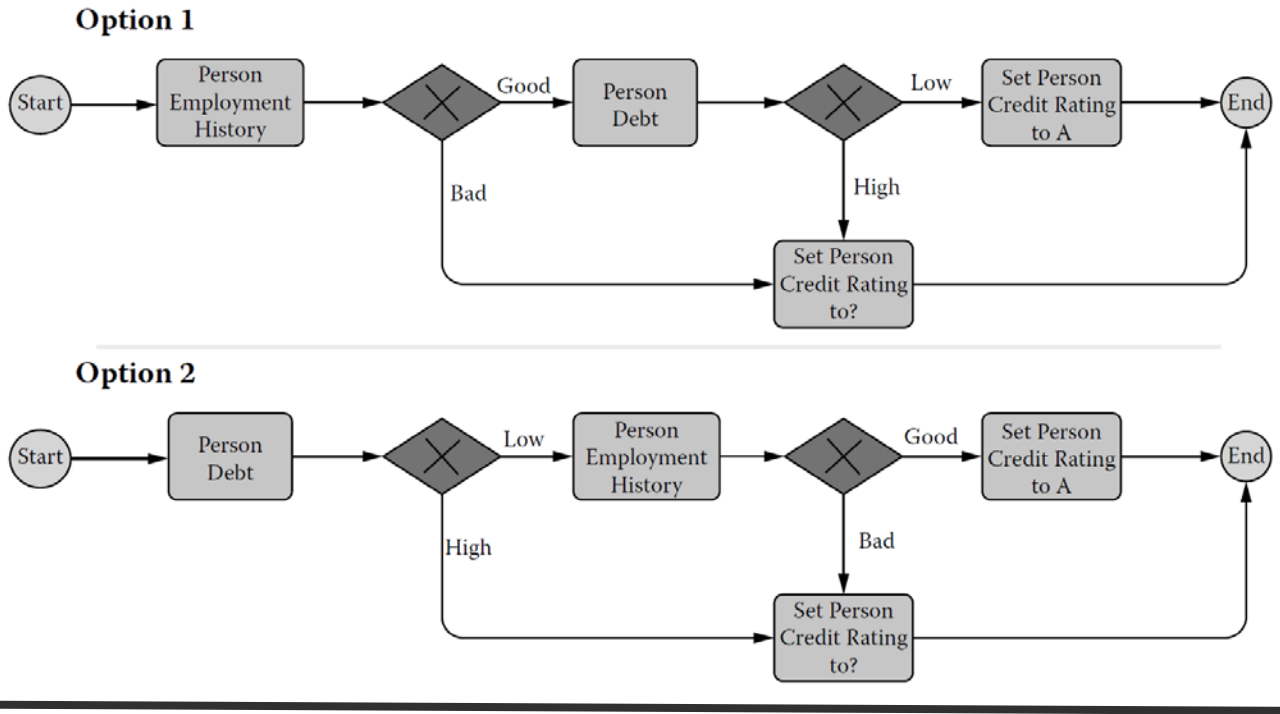 Option 1
Start
Person
Employment
History
Good
Bad
Person
Debt
Low
High
Set Person
Credit Rating
to A
Set Person
Credit Rating
to?
End
Option 2
Start
Person
Debt
Low
High
Person
Employment
History
Good
Bad
Set Person
Credit Rating
to A
Set Person
Credit Rating
to?
End